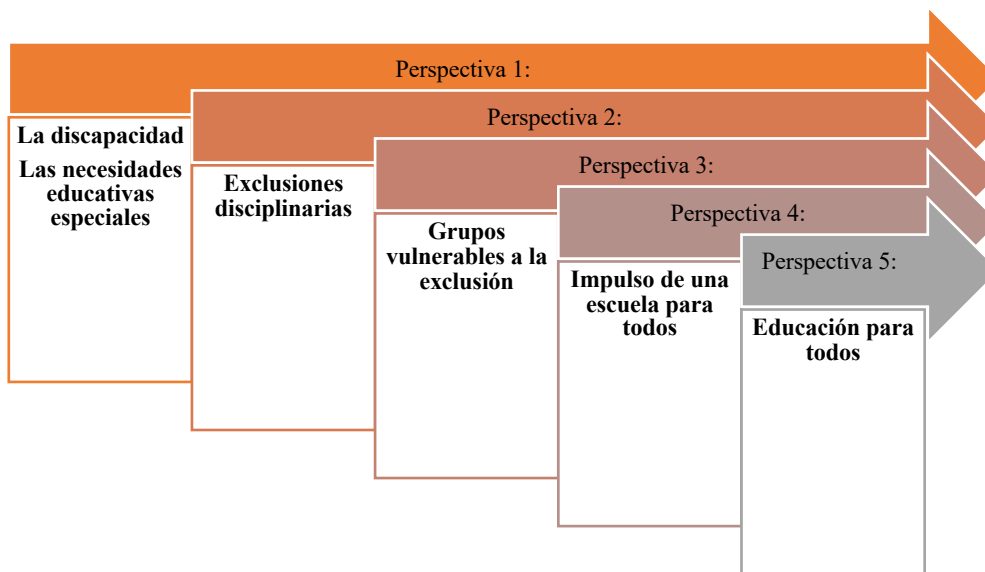 Perspectiva 1:
La discapacidad
Las necesidades
educativas
especiales
Perspectiva 2:
Exclusiones
disciplinarias
Perspectiva 3:
Grupos
vulnerables a la
exclusión
Perspectiva 4:
Impulso de una
escuela para
todos
Perspectiva 5:
Educación para
todos